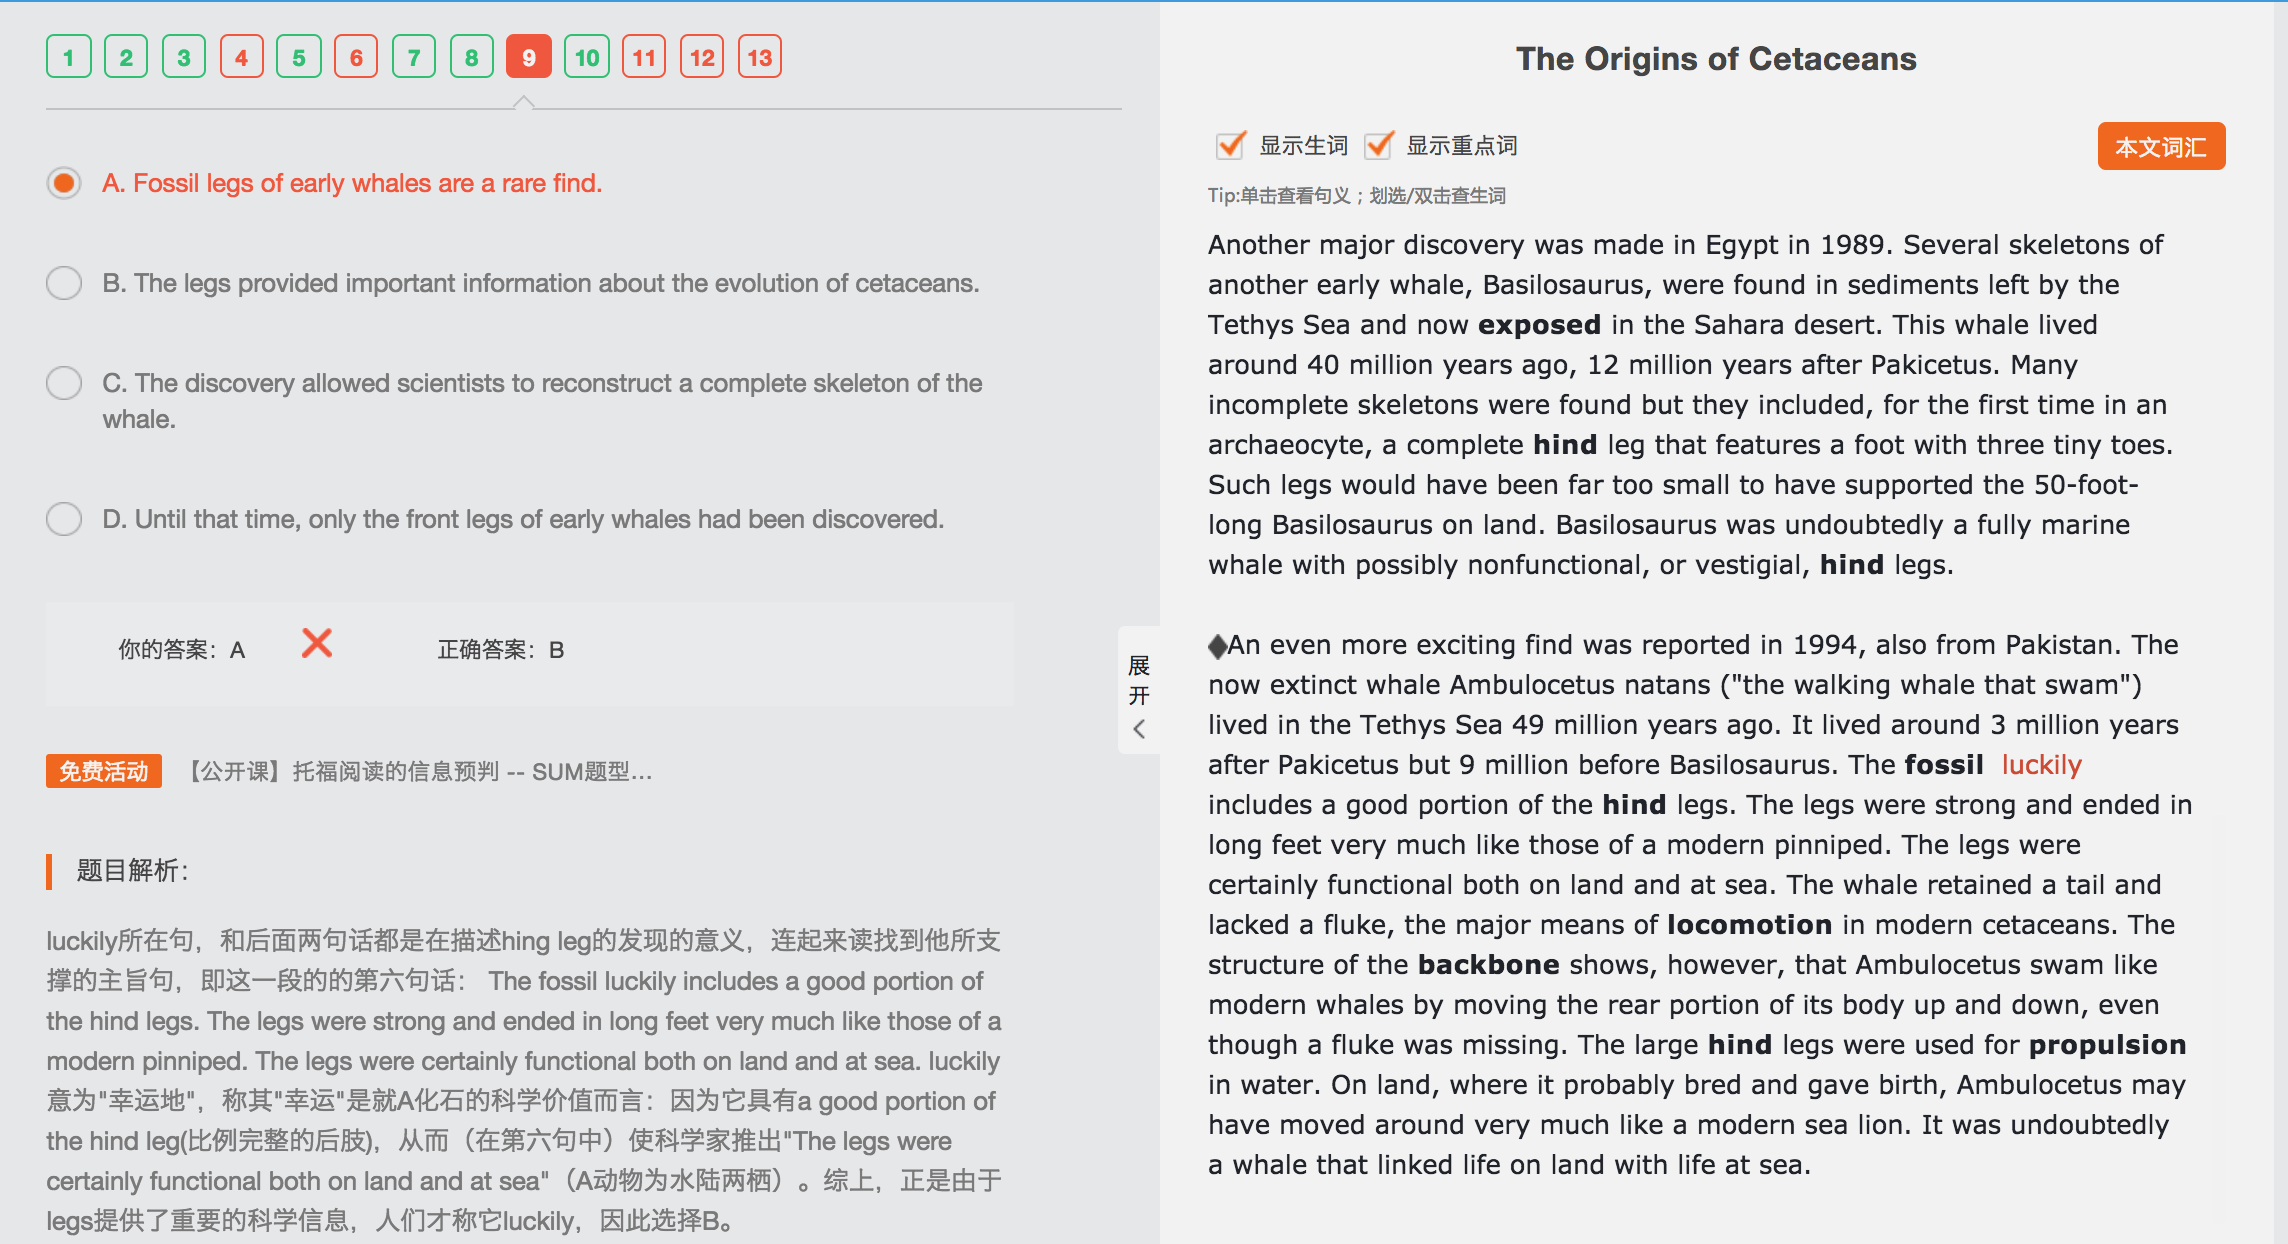 1 2 3 4 5 6 7 8 9 10 11 12 13
A. Fossil legs of early whales are a rare find.
B. The legs provided important information about the evolution of cetaceans.
C. The discovery allowed scientists to reconstruct a complete skeleton of the
whale.
D. Until that time, only the front legs of early whales had been discovered.
你的答案：A 正确答案：B
免费活动 【公开课】托福阅读的信息预判 -- SUM题型...
题目解析：
luckily所在句，和后面两句话都是在描述hing leg的发现的意义，连起来读找到他所支
撑的主旨句，即这一段的的第六句话： The fossil luckily includes a good portion of
the hind legs. The legs were strong and ended in long feet very much like those of a
modern pinniped. The legs were certainly functional both on land and at sea. luckily
意为"幸运地"，称其"幸运"是就A化石的科学价值而言：因为它具有a good portion of
the hind leg(比例完整的后肢)，从而（在第六句中）使科学家推出"The legs were
certainly functional both on land and at sea"（A动物为水陆两栖）。综上，正是由于
legs提供了重要的科学信息，人们才称它luckily，因此选择B。
展
开
The Origins of Cetaceans
显示生词 显示重点词
本文词汇
Tip:单击查看句义；划选/双击查生词
Another major discovery was made in Egypt in 1989. Several skeletons of
another early whale, Basilosaurus, were found in sediments left by the
Tethys Sea and now exposed in the Sahara desert. This whale lived
around 40 million years ago, 12 million years after Pakicetus. Many
incomplete skeletons were found but they included, for the first time in an
archaeocyte, a complete hind leg that features a foot with three tiny toes.
Such legs would have been far too small to have supported the 50-foot-
long Basilosaurus on land. Basilosaurus was undoubtedly a fully marine
whale with possibly nonfunctional, or vestigial, hind legs.
◆An even more exciting find was reported in 1994, also from Pakistan. The
now extinct whale Ambulocetus natans ("the walking whale that swam")
lived in the Tethys Sea 49 million years ago. It lived around 3 million years
after Pakicetus but 9 million before Basilosaurus. The fossil luckily
includes a good portion of the hind legs. The legs were strong and ended in
long feet very much like those of a modern pinniped. The legs were
certainly functional both on land and at sea. The whale retained a tail and
lacked a fluke, the major means of locomotion in modern cetaceans. The
structure of the backbone shows, however, that Ambulocetus swam like
modern whales by moving the rear portion of its body up and down, even
though a fluke was missing. The large hind legs were used for propulsion
in water. On land, where it probably bred and gave birth, Ambulocetus may
have moved around very much like a modern sea lion. It was undoubtedly
a whale that linked life on land with life at sea.